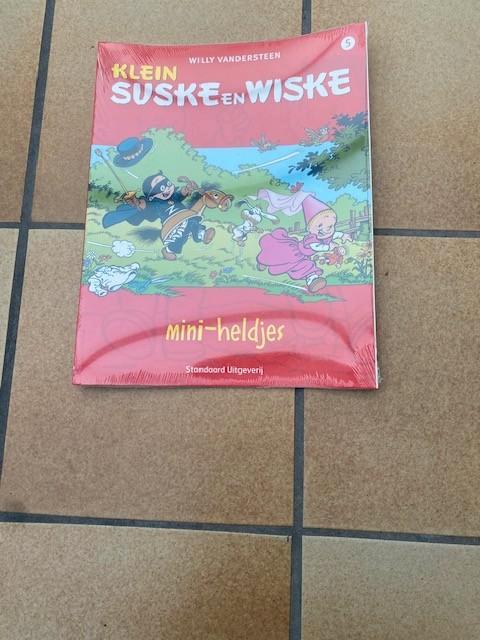 WILLY VANDERSTEEN
5
KLEIN
SUSKE EN WISKE
mini-heldjes
Standaard Uitgeverij